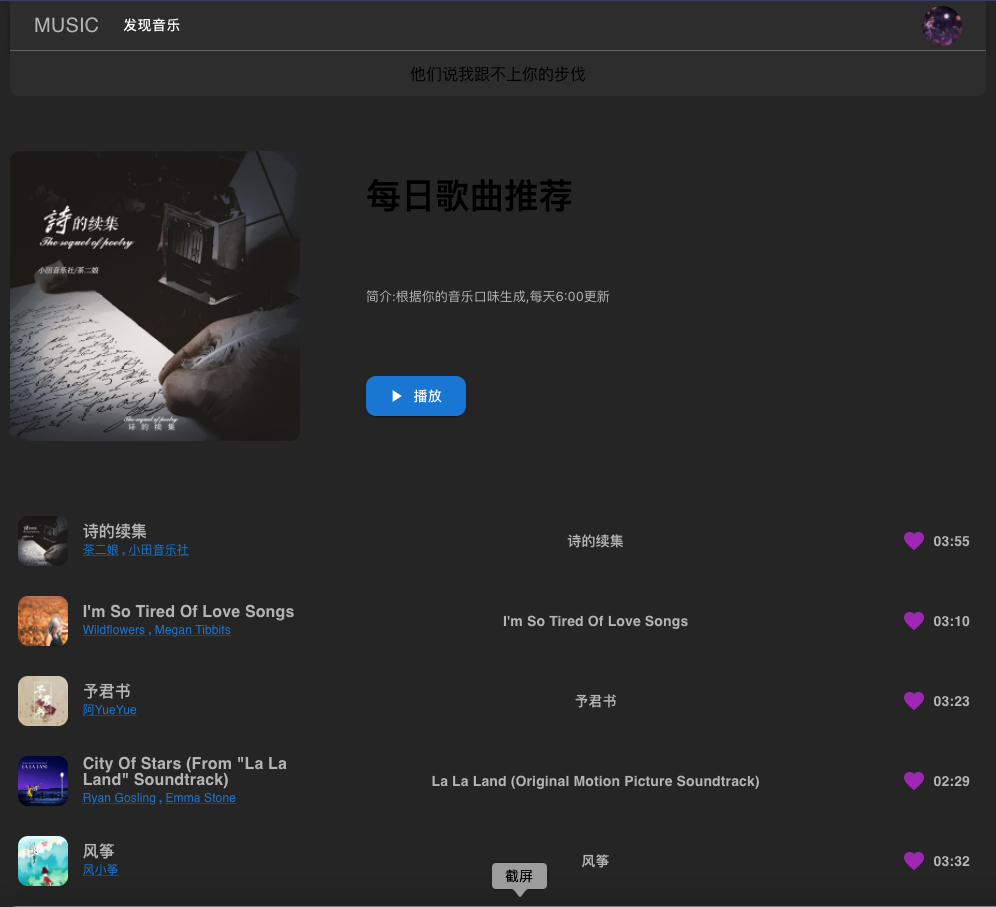 MUSIC 发现音乐
他们说我跟不上你的步伐
詩的续集
The sequel of poetry
小田音乐社/茶二娘
The sequel of poetry
诗的续集
每日歌曲推荐
简介:根据你的音乐口味生成,每天6:00更新
播放
诗的续集
茶二娘 , 小田音乐社
诗的续集
03:55
I'm So Tired Of Love Songs
Wildflowers , Megan Tibbits
I'm So Tired Of Love Songs
03:10
予君书
阿YueYue
予君书
03:23
City Of Stars (From "La La
Land" Soundtrack)
Ryan Gosling , Emma Stone
La La Land (Original Motion Picture Soundtrack)
02:29
风筝
风小筝
风筝
03:32
截屏